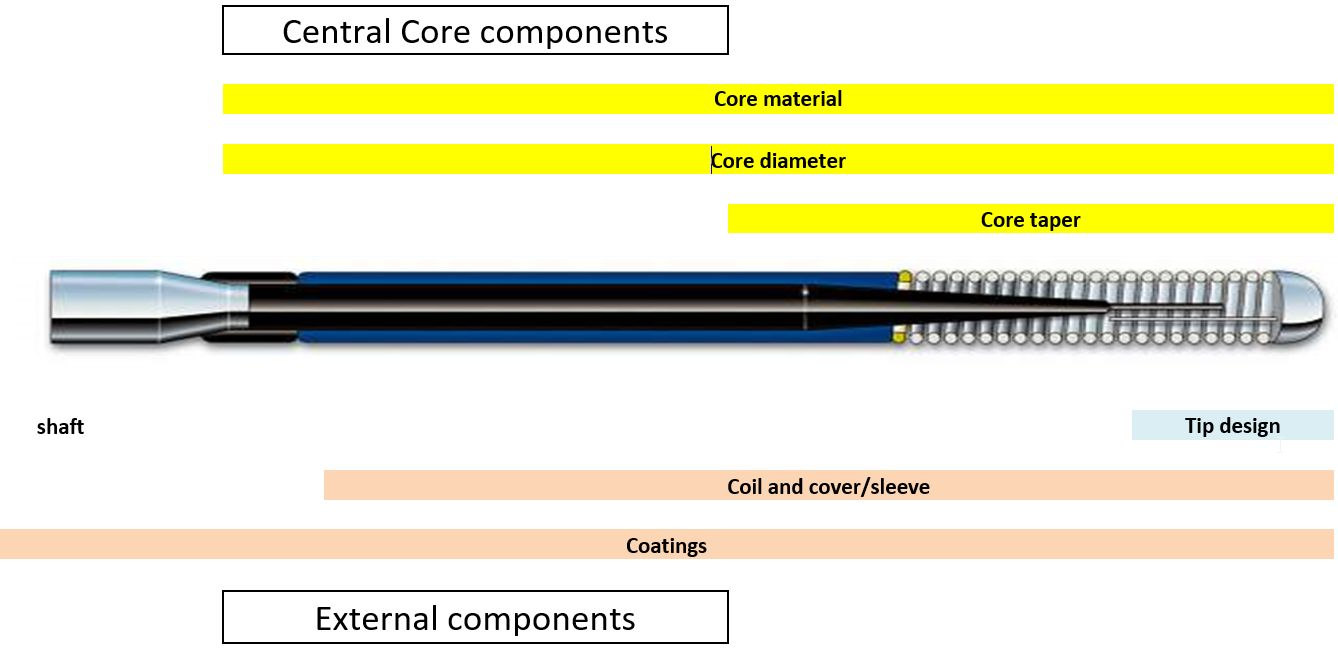 Central Core components
Core material
Core diameter
Core taper
shaft
Tip design
Coil and cover/sleeve
Coatings
External components